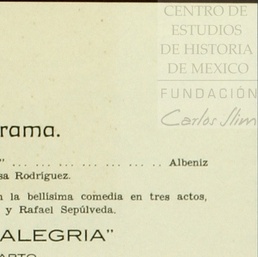 CENTRO DE
ESTUDIOS
DE HISTORIA
DE MEXICO
FUNDACIÓN
Carlos Slim
rama.
" ... ... ... ... ... ... ... Albeniz
sa Rodríguez.
n la bellísima comedia en tres actos,
y Rafael Sepúlveda.
ALEGRIA"
ARTO